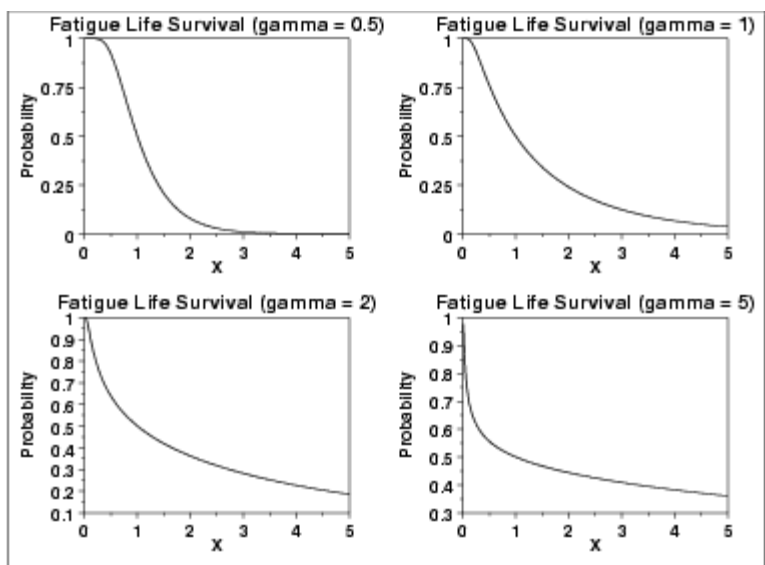 Fatigue Life Survival (gamma = 0.5)
1
0.75
0.5
0.25
0
Probability
0 1 2 3 4 5
X
Fatigue Life Survival (gamma = 1)
1
0.75
0.5
0.25
0
Probability
0 1 2 3 4 5
X
Fatigue Life Survival (gamma = 2)
1
0.9
0.8
0.7
0.6
0.5
0.4
0.3
0.2
0.1
Probability
0 1 2 3 4 5
X
Fatigue Life Survival (gamma = 5)
1
0.9
0.8
0.7
0.6
0.5
0.4
0.3
Probability
0 1 2 3 4 5
X